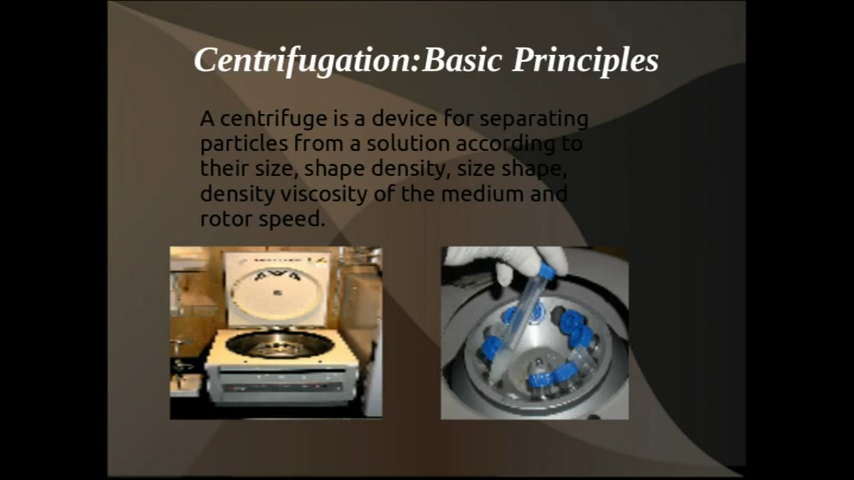 Centrifugation:Basic Principles
A centrifuge is a device for separating
particles from a solution according to
their size, shape density, size shape,
density viscosity of the medium and
rotor speed.